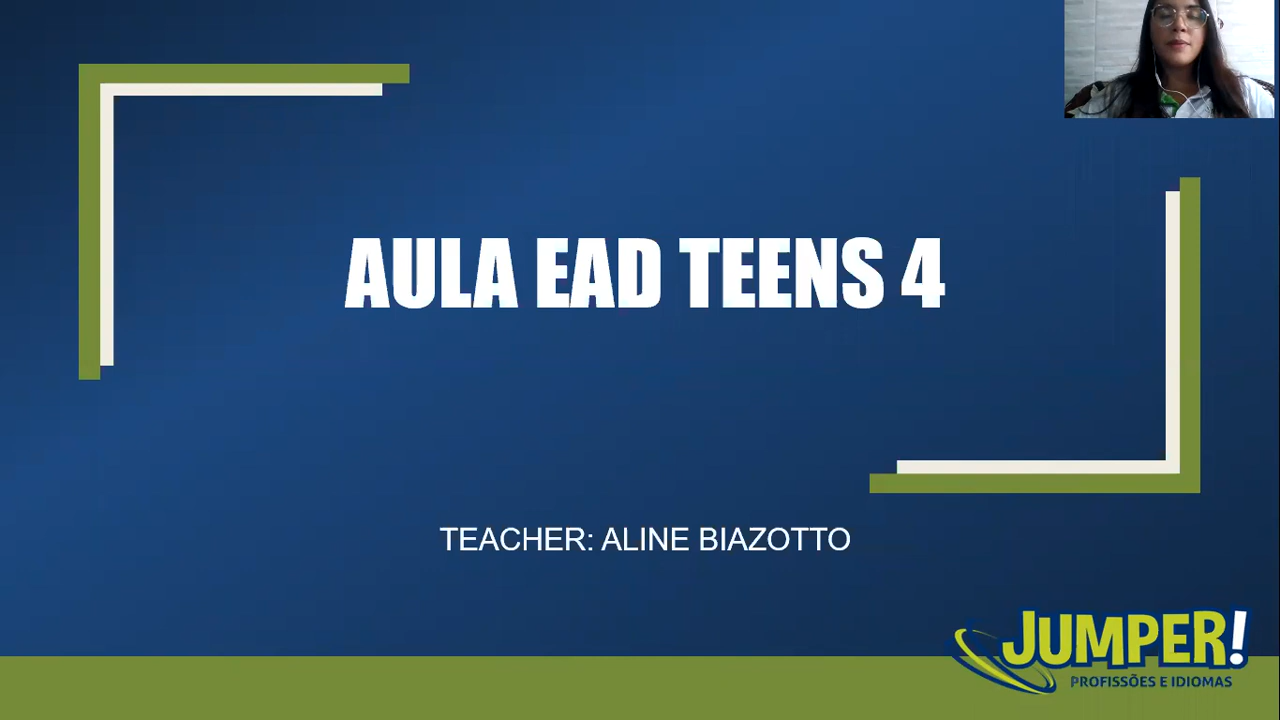 AULA EAD TEENS 4
TEACHER: ALINE BIAZOTTO
JUMPER!
PROFISSÕES E IDIOMAS